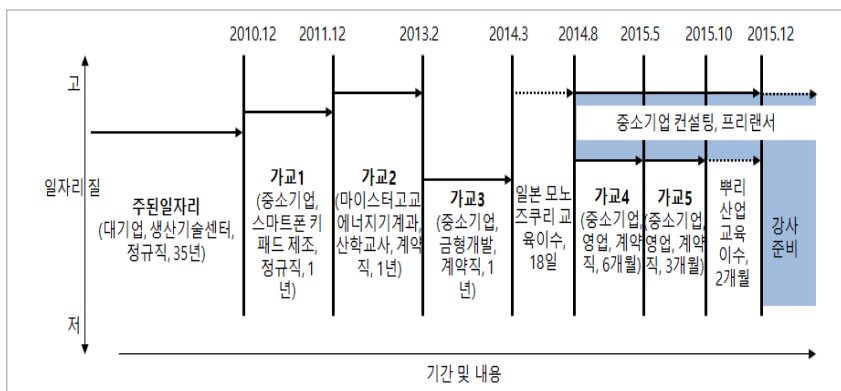 2010.12
2011.12
2013.2
2014.3
2014.8
2015.5
2015.10
2015.12
고
일자리 질
저
주된일자리
(대기업, 생산기술센터,
정규직, 35년)
가교1
(중소기업,
스마트폰 키
패드 제조,
정규직, 1
년)
가교2
(마이스터고교
에너지기계과,
산학교사, 계약
직, 1년)
가교3
(중소기업,
금형개발,
계약직, 1
년)
일본 모노
즈쿠리 교
육이수,
18일
중소기업 컨설팅, 프리랜서
가교4
(중소기업,
영업, 계약
직, 6개월)
가교5
(중소기업,
영업, 계약
직, 3개월)
뿌리
산업
교육
이수,
2개월
강사
준비
기간 및 내용